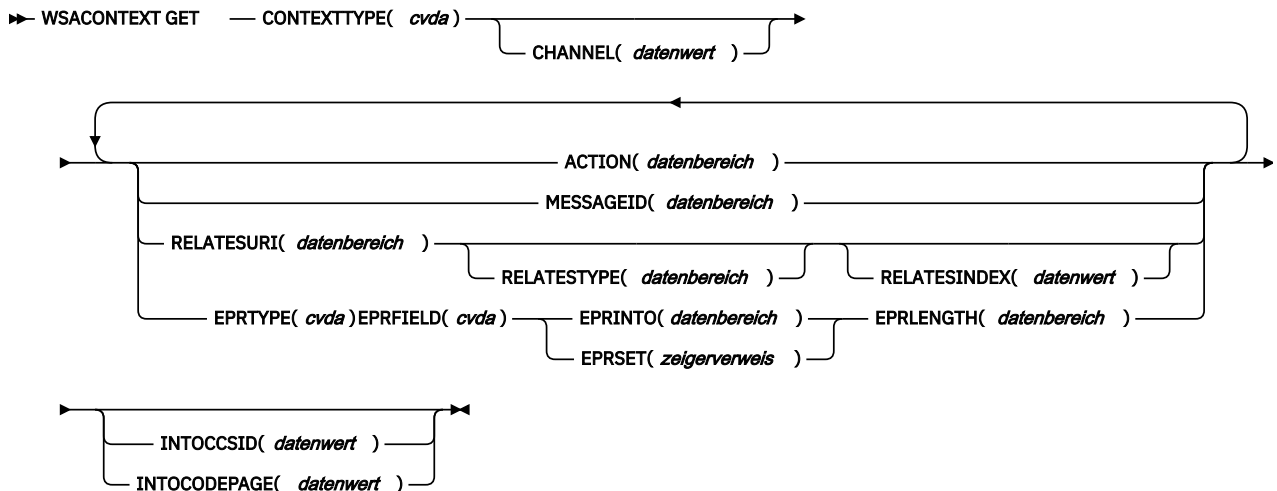 WSACONTEXT GET CONTEXTTYPE( cvda )
CHANNEL( datenwert )
ACTION( datenbereich )
MESSAGEID( datenbereich )
RELATESURI( datenbereich )
RELATESTYPE( datenbereich ) RELATESINDEX( datenwert )
EPRTYPE( cvda ) EPRFIELD( cvda ) EPRINTO( datenbereich ) EPRLENGTH( datenbereich )
EPRSET( zeigerverweis )
INTOCCSID( datenwert )
INTOCODEPAGE( datenwert )